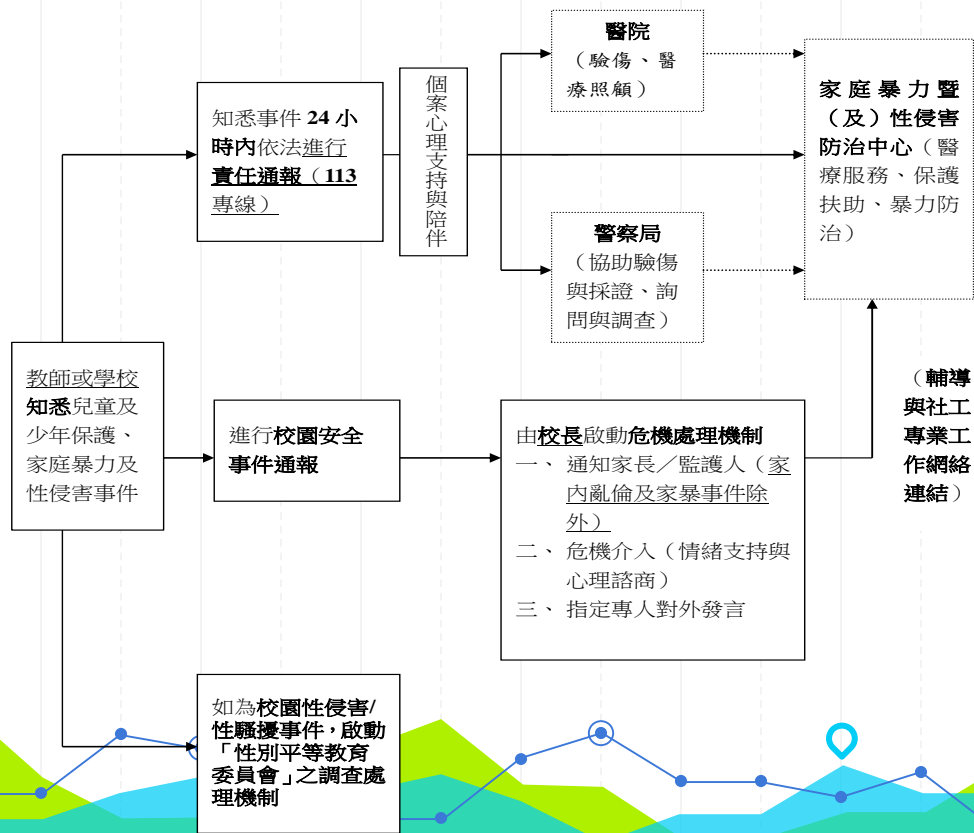 醫院
（驗傷、醫
療照顧）
家庭暴力暨
（及）性侵害
防治中心（醫
療服務、保護
扶助、暴力防
治）
知悉事件 24 小
時內依法進行
責任通報（113
專線）
個案心理支持與陪伴
警察局
（協助驗傷
與採證、詢
問與調查）
教師或學校
知悉兒童及
少年保護、
家庭暴力及
性侵害事件
進行校園安全
事件通報
由校長啟動危機處理機制
一、 通知家長／監護人（家
內亂倫及家暴事件除
外）
二、 危機介入（情緒支持與
心理諮商）
三、 指定專人對外發言
（輔導
與社工
專業工
作網絡
連結）
如為校園性侵害/
性騷擾事件，啟動
「性別平等教育
委員會」之調查處
理機制